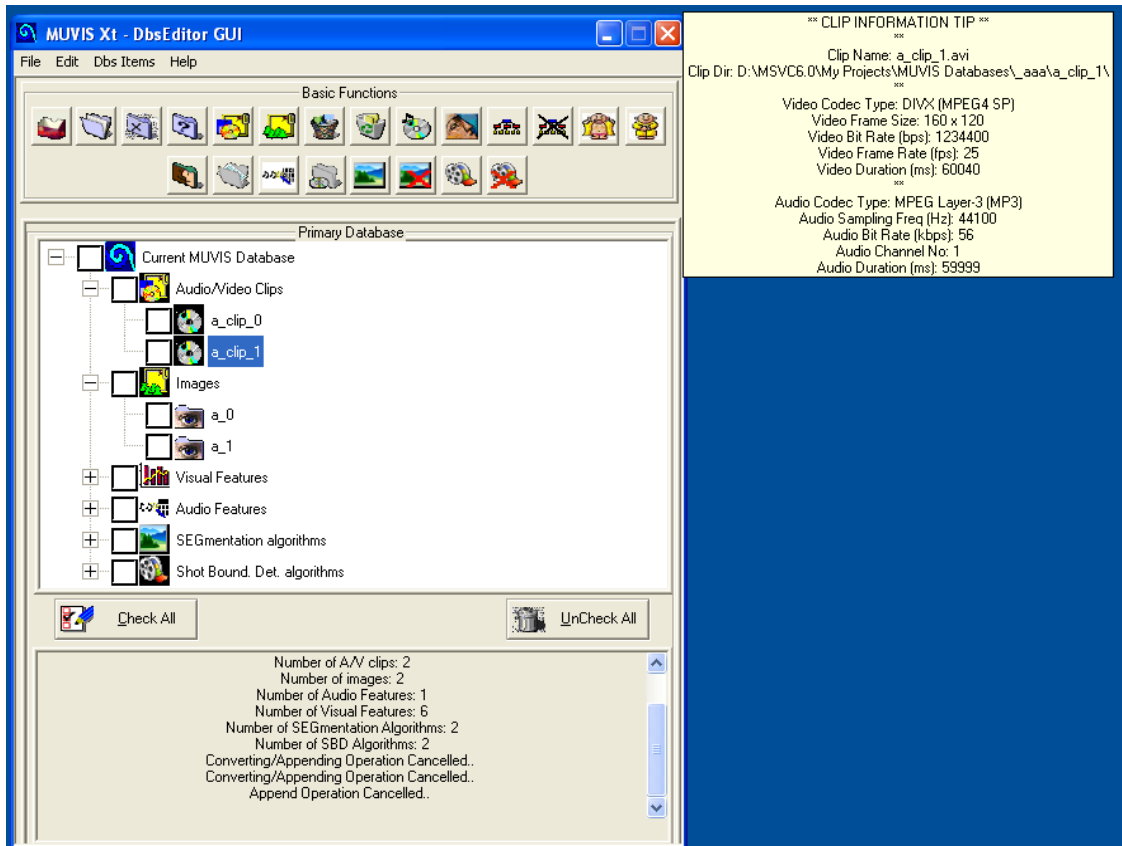 MUVIS Xt - DbsEditor GUI
File Edit Dbs Items Help
Basic Functions
Primary Database
Current MUVIS Database
Audio/Video Clips
a_clip_0
a_clip_1
Images
a_0
a_1
Visual Features
Audio Features
SEGmentation algorithms
Shot Bound. Det. algorithms
Check All
UnCheck All
Number of A/V clips: 2
Number of images: 2
Number of Audio Features: 1
Number of Visual Features: 6
Number of SEGmentation Algorithms: 2
Number of SBD Algorithms: 2
Converting/Appending Operation Cancelled..
Converting/Appending Operation Cancelled..
Append Operation Cancelled..
** CLIP INFORMATION TIP **
**
Clip Name: a_clip_1.avi
Clip Dir: D:\MSVC6.0\My Projects\MUVIS Databases\_aaa\a_clip_1\
**
Video Codec Type: DIVX (MPEG4 SP)
Video Frame Size: 160 x 120
Video Bit Rate (bps): 1234400
Video Frame Rate (fps): 25
Video Duration (ms): 60040
**
Audio Codec Type: MPEG Layer-3 (MP3)
Audio Sampling Freq (Hz): 44100
Audio Bit Rate (kbps): 56
Audio Channel No: 1
Audio Duration (ms): 59999